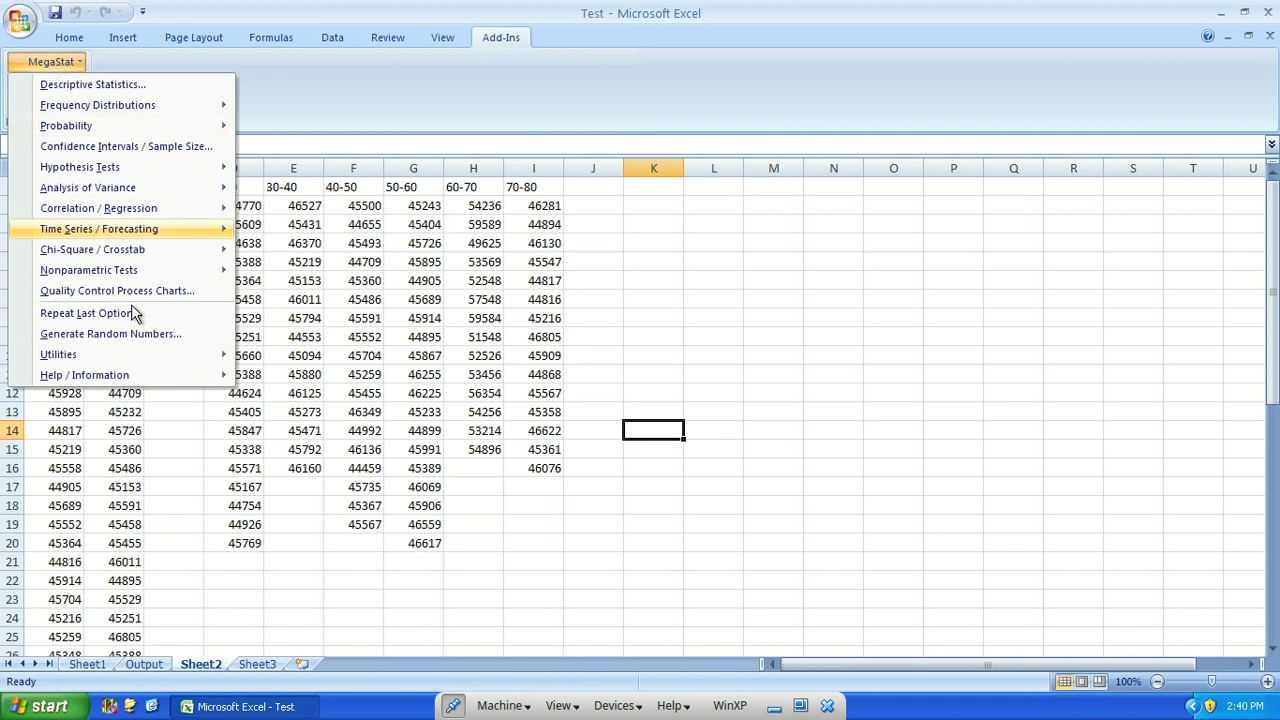 Test - Microsoft Excel
Home Insert Page Layout Formulas Data Review View Add-Ins
MegaStat
Descriptive Statistics...
Frequency Distributions
Probability
Confidence Intervals / Sample Size...
Hypothesis Tests
Analysis of Variance
Correlation / Regression
Time Series / Forecasting
Chi-Square / Crosstab
Nonparametric Tests
Quality Control Process Charts...
Repeat Last Option
Generate Random Numbers...
Utilities
Help / Information
E F G H I J K L M N O P Q R S T U
30-40 40-50 50-60 60-70 70-80
4770 46527 45500 45243 54236 46281
5609 45431 44655 45404 59589 44894
4638 46370 45493 45726 49625 46130
5388 45219 44709 45895 53569 45547
5364 45153 45360 44905 52548 44817
5458 46011 45486 45689 57548 44816
5529 45794 45591 45914 59584 45216
5251 44553 45552 44895 51548 46805
5660 45094 45704 45867 52526 45909
5388 45880 45259 46255 53456 44868
12 45928 44709 44624 46125 45455 46225 56354 45567
13 45895 45232 45405 45273 46349 45233 54256 45358
14 44817 45726 45847 45471 44992 44899 53214 46622
15 45219 45360 45338 45792 46136 45991 54896 45361
16 45558 45486 45571 46160 44459 45389 46076
17 44905 45153 45167 45735 46069
18 45689 45591 44754 45367 45906
19 45552 45458 44926 45567 46559
20 45364 45455 45769 46617
21 44816 46011
22 45914 44895
23 45704 45529
24 45216 45251
25 45259 46805
26 45348 46388
Sheet1 Output Sheet2 Sheet3
Ready 100%
start Microsoft Excel - Test Machine View Devices Help WinXP 2:40 PM